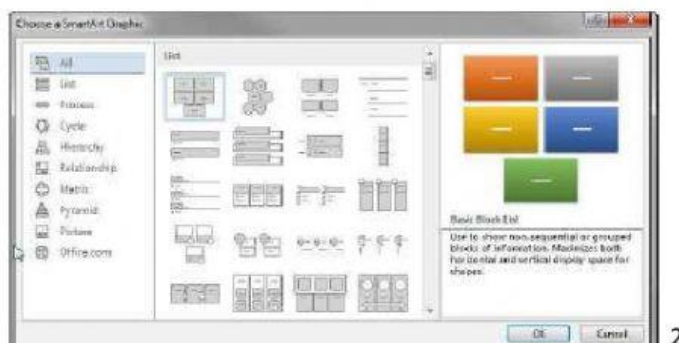 Choose a SmartArt Graphic
All
List
Process
Cycle
Hierarchy
Relationship
Matrix
Pyramid
Picture
Office.com
List
Basic Block List
Use to show non-sequential or grouped
blocks of information. Maximizes both
horizontal and vertical display space for
shapes.
OK
Cancel
2